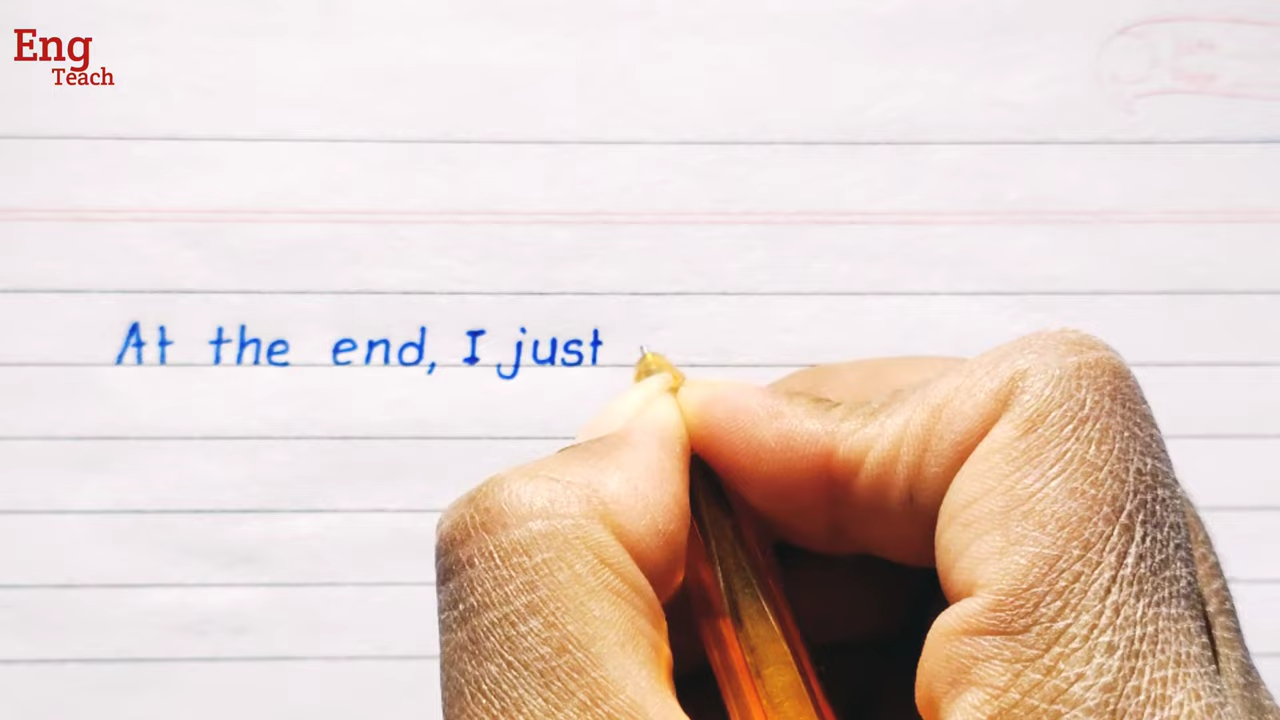 Eng
Teach
At the end, I just